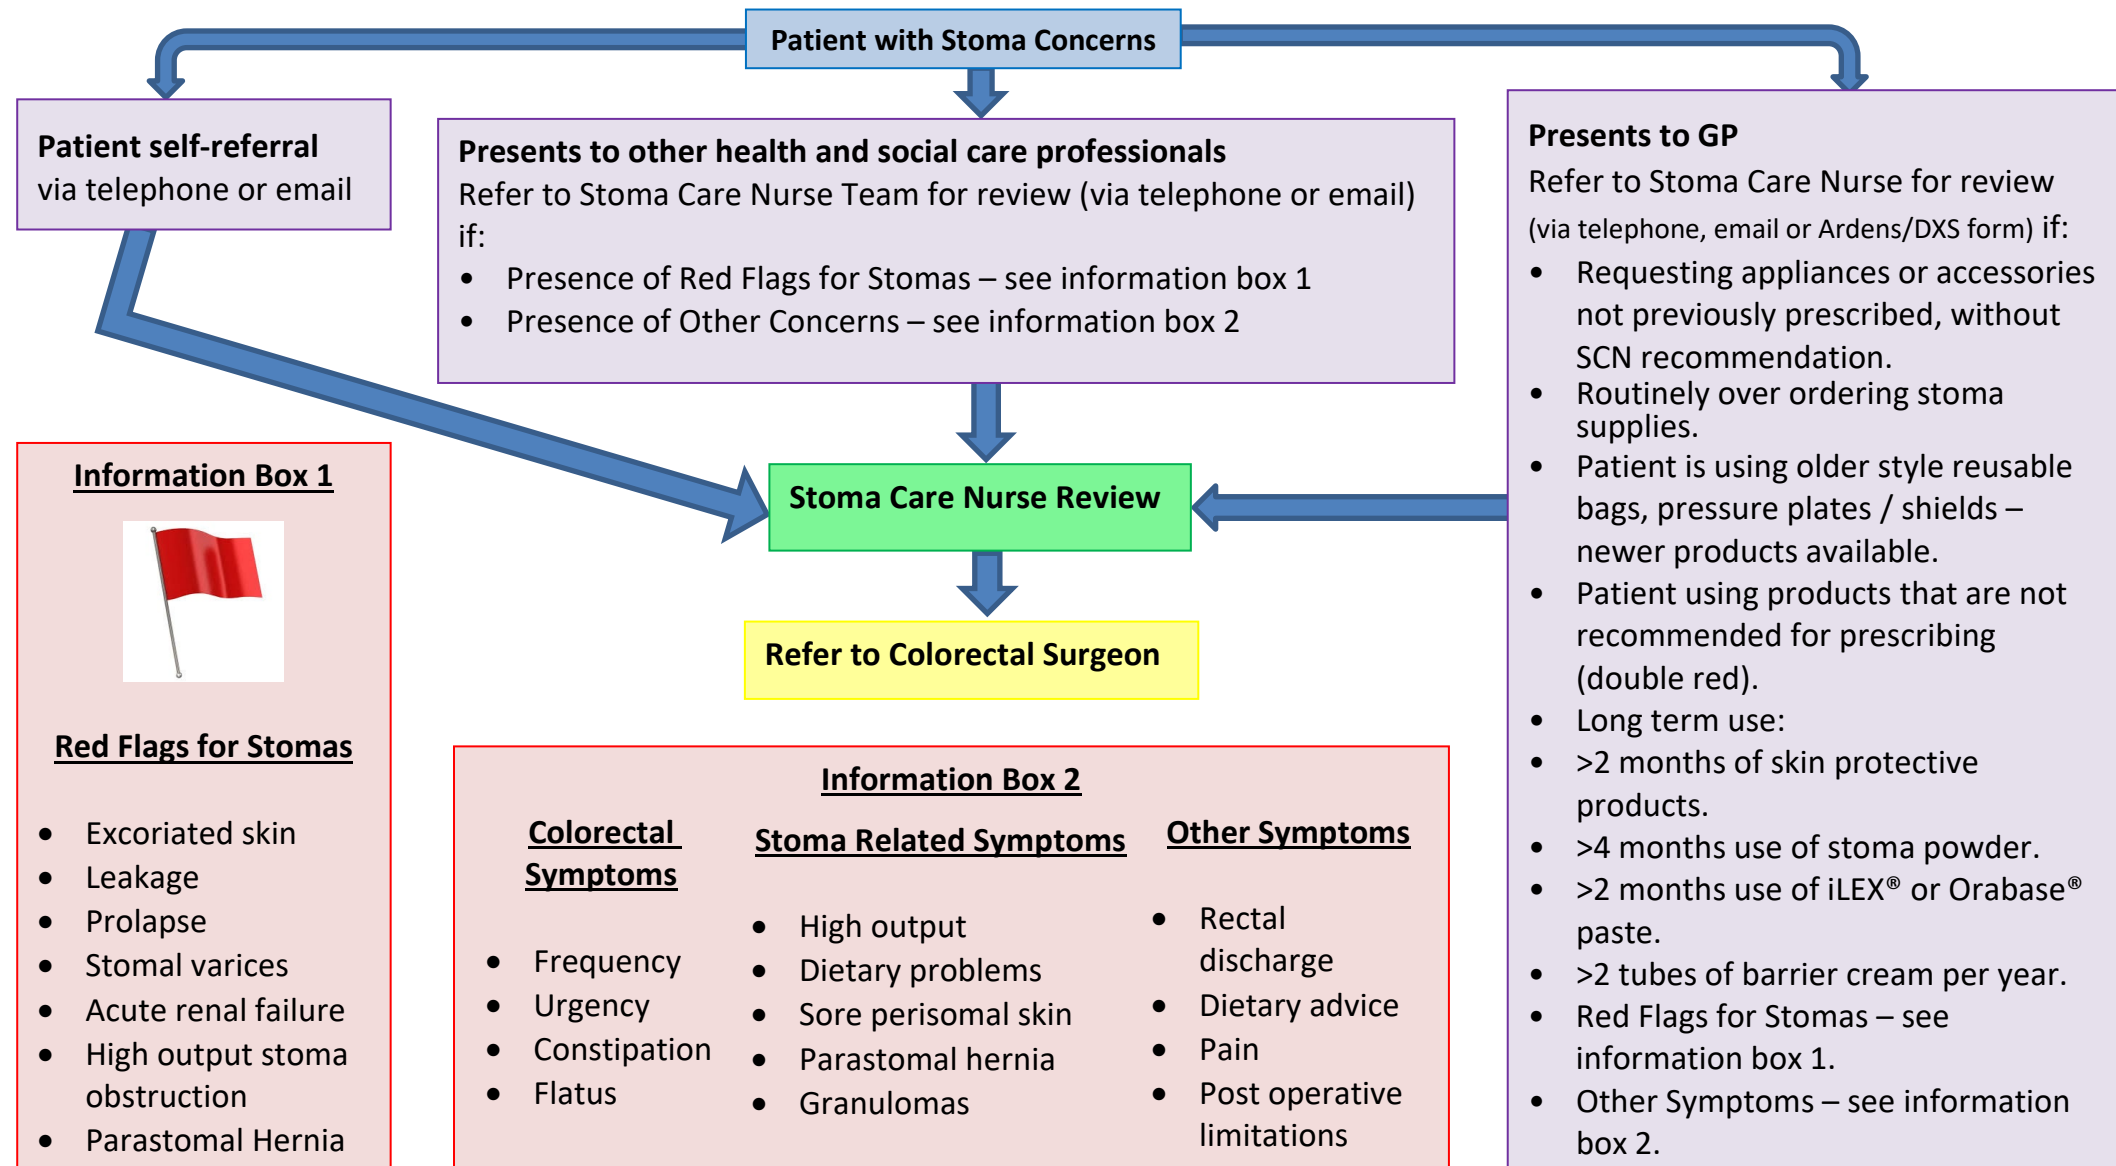 Patient with Stoma Concerns
Patient self-referral
via telephone or email
Presents to other health and social care professionals
Refer to Stoma Care Nurse Team for review (via telephone or email)
if:
• Presence of Red Flags for Stomas – see information box 1
• Presence of Other Concerns – see information box 2
Presents to GP
Refer to Stoma Care Nurse for review
(via telephone, email or Ardens/DXS form) if:
• Requesting appliances or accessories
not previously prescribed, without
SCN recommendation.
• Routinely over ordering stoma
supplies.
• Patient is using older style reusable
bags, pressure plates / shields –
newer products available.
• Patient using products that are not
recommended for prescribing
(double red).
• Long term use:
• >2 months of skin protective
products.
• >4 months use of stoma powder.
• >2 months use of iLEX® or Orabase®
paste.
• >2 tubes of barrier cream per year.
• Red Flags for Stomas – see
information box 1.
• Other Symptoms – see information
box 2.
Stoma Care Nurse Review
Refer to Colorectal Surgeon
Information Box 1
Red Flags for Stomas
• Excoriated skin
• Leakage
• Prolapse
• Stomal varices
• Acute renal failure
• High output stoma
obstruction
• Parastomal Hernia
Information Box 2
Colorectal
Symptoms
• Frequency
• Urgency
• Constipation
• Flatus
Stoma Related Symptoms
• High output
• Dietary problems
• Sore perisomal skin
• Parastomal hernia
• Granulomas
Other Symptoms
• Rectal
discharge
• Dietary advice
• Pain
• Post operative
limitations